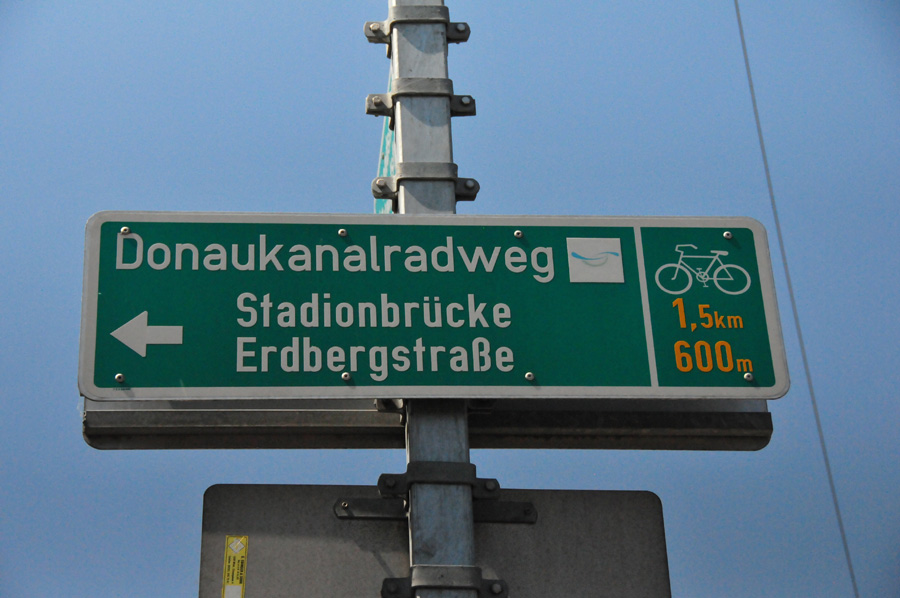 Donaukanalradweg
Stadionbrücke 1,5km
Erdbergstraße 600m